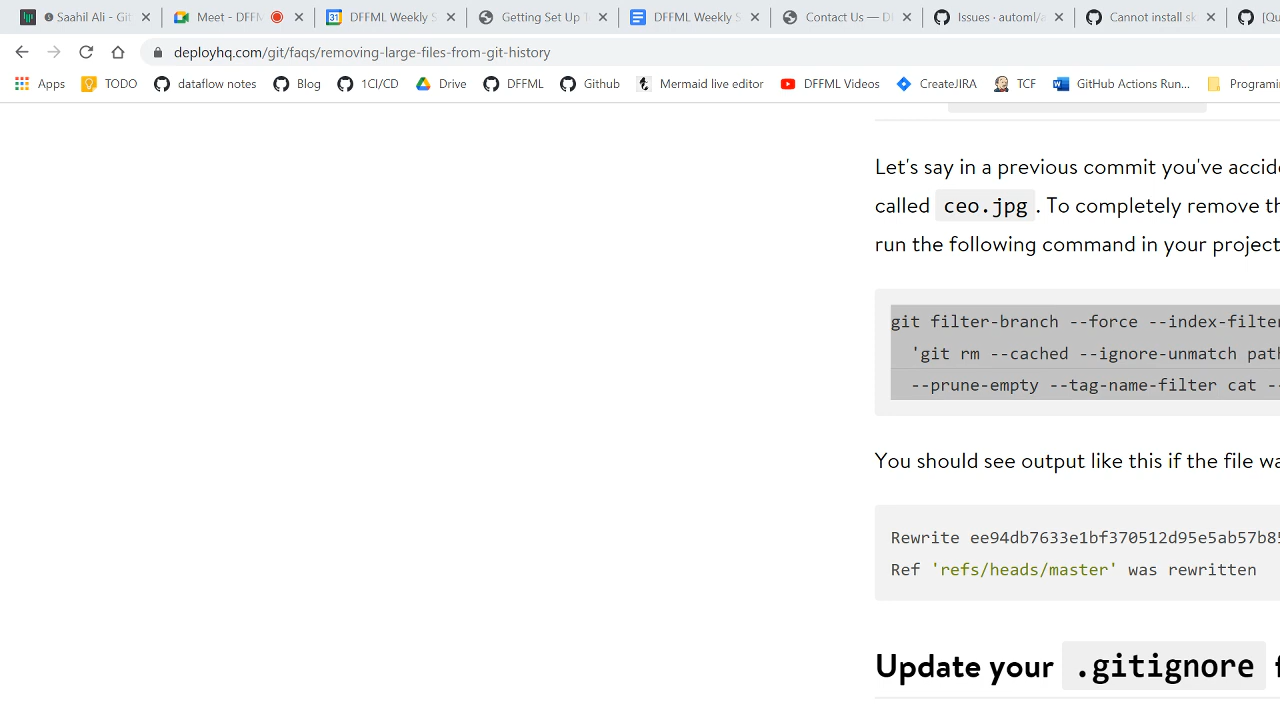 Saahil Ali - Git
Meet - DFFM
DFFML Weekly S
Getting Set Up T
DFFML Weekly S
Contact Us — D
Issues · automl/a
Cannot install sk
[Qu
deployhq.com/git/faqs/removing-large-files-from-git-history
Apps
TODO
dataflow notes
Blog
1CI/CD
Drive
DFFML
Github
Mermaid live editor
DFFML Videos
CreateJIRA
TCF
GitHub Actions Run...
Programi
Let's say in a previous commit you've accide
called ceo.jpg. To completely remove th
run the following command in your project
git filter-branch --force --index-filter
'git rm --cached --ignore-unmatch path
--prune-empty --tag-name-filter cat --
You should see output like this if the file wa
Rewrite ee94db7633e1bf370512d95e5ab57b85
Ref 'refs/heads/master' was rewritten
Update your .gitignore f